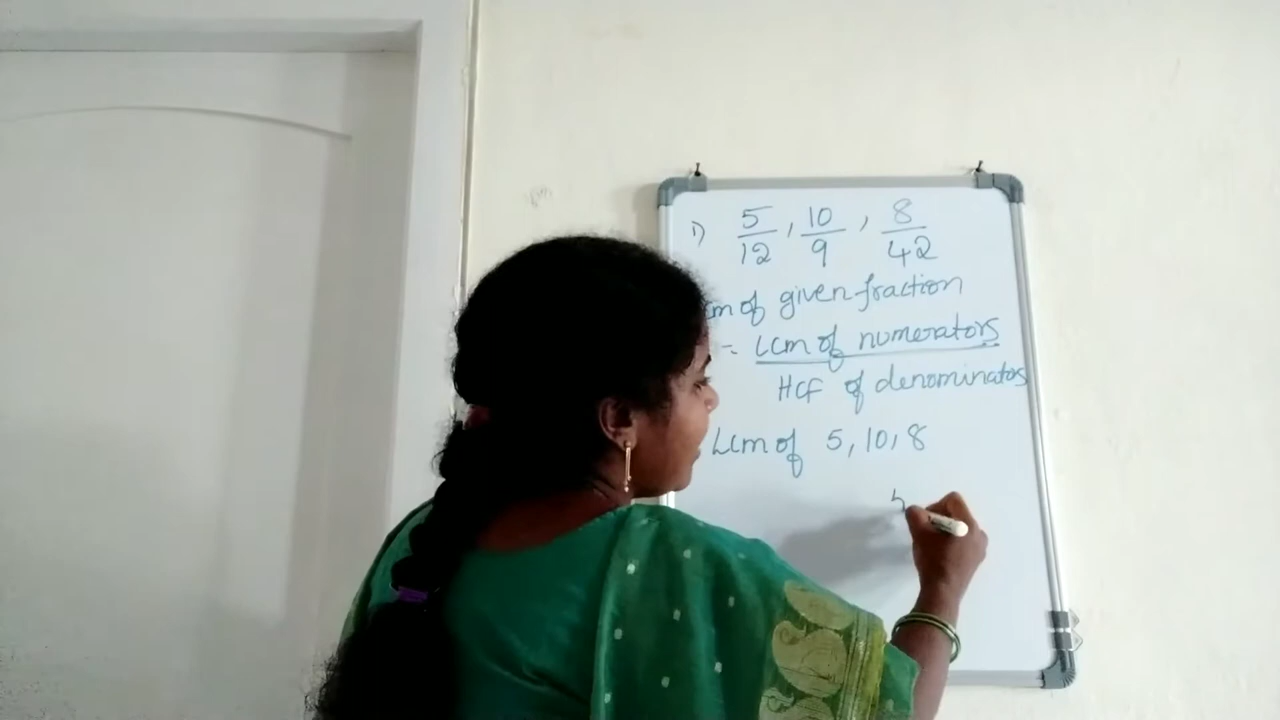 1) 5/12, 10/9, 8/42
cm of given fraction
= LCM of numerators
HCF of denominators
LCM of 5, 10, 8
5